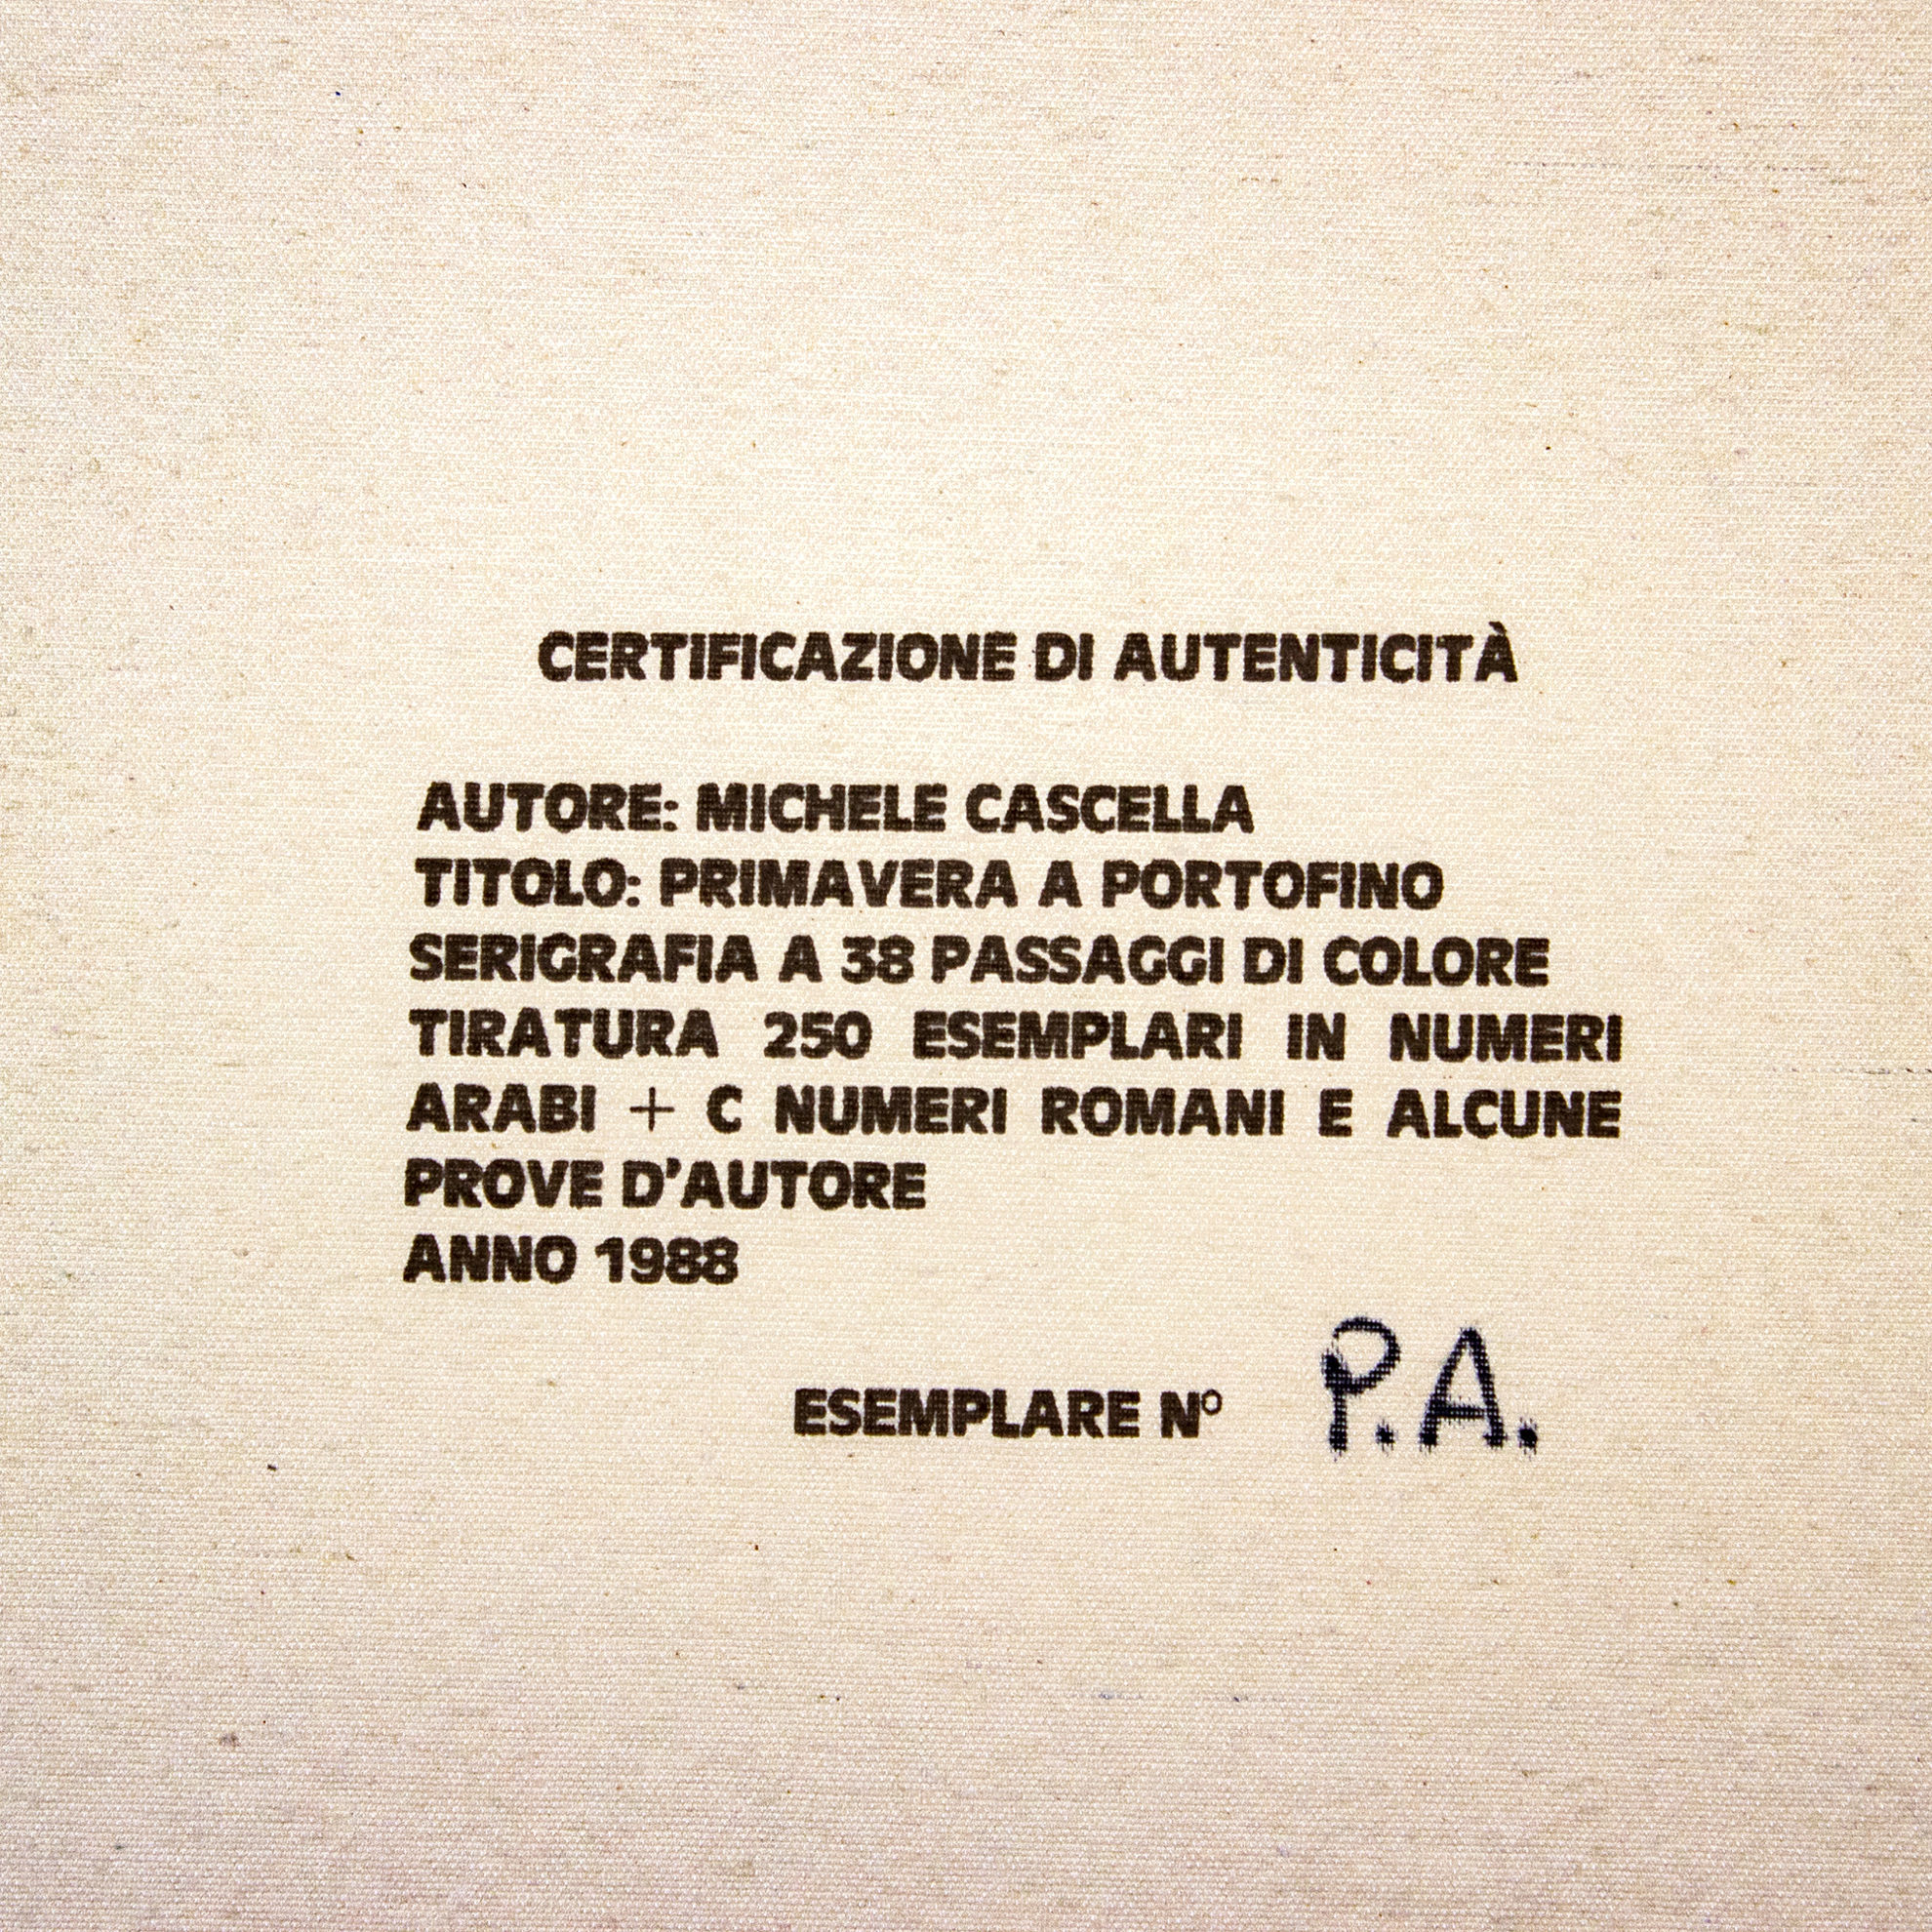 CERTIFICAZIONE DI AUTENTICITÀ
AUTORE: MICHELE CASCELLA
TITOLO: PRIMAVERA A PORTOFINO
SERIGRAFIA A 38 PASSAGGI DI COLORE
TIRATURA 250 ESEMPLARI IN NUMERI
ARABI + C NUMERI ROMANI E ALCUNE
PROVE D'AUTORE
ANNO 1988
ESEMPLARE N° P.A.